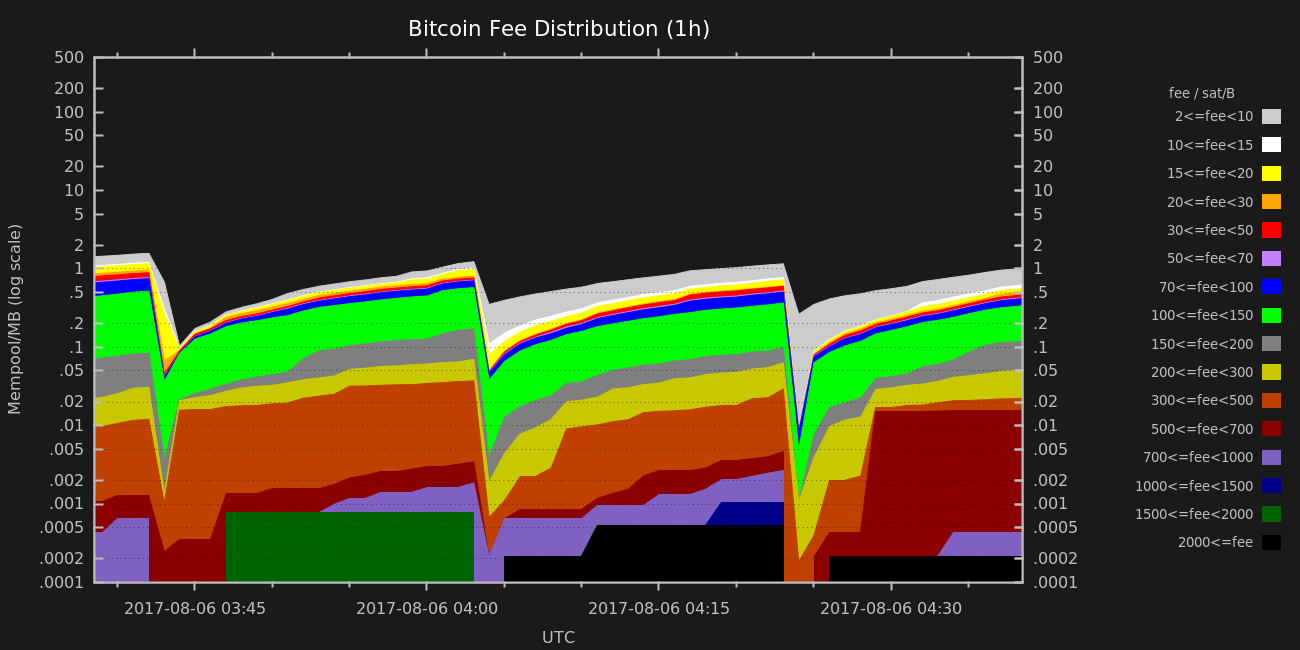 Bitcoin Fee Distribution (1h)
Mempool/MB (log scale)
500
200
100
50
20
10
5
2
1
.5
.2
.1
.05
.02
.01
.005
.002
.001
.0005
.0002
.0001
500
200
100
50
20
10
5
2
1
.5
.2
.1
.05
.02
.01
.005
.002
.001
.0005
.0002
.0001
2017-08-06 03:45
2017-08-06 04:00
2017-08-06 04:15
2017-08-06 04:30
UTC
fee / sat/B
2<=fee<10
10<=fee<15
15<=fee<20
20<=fee<30
30<=fee<50
50<=fee<70
70<=fee<100
100<=fee<150
150<=fee<200
200<=fee<300
300<=fee<500
500<=fee<700
700<=fee<1000
1000<=fee<1500
1500<=fee<2000
2000<=fee